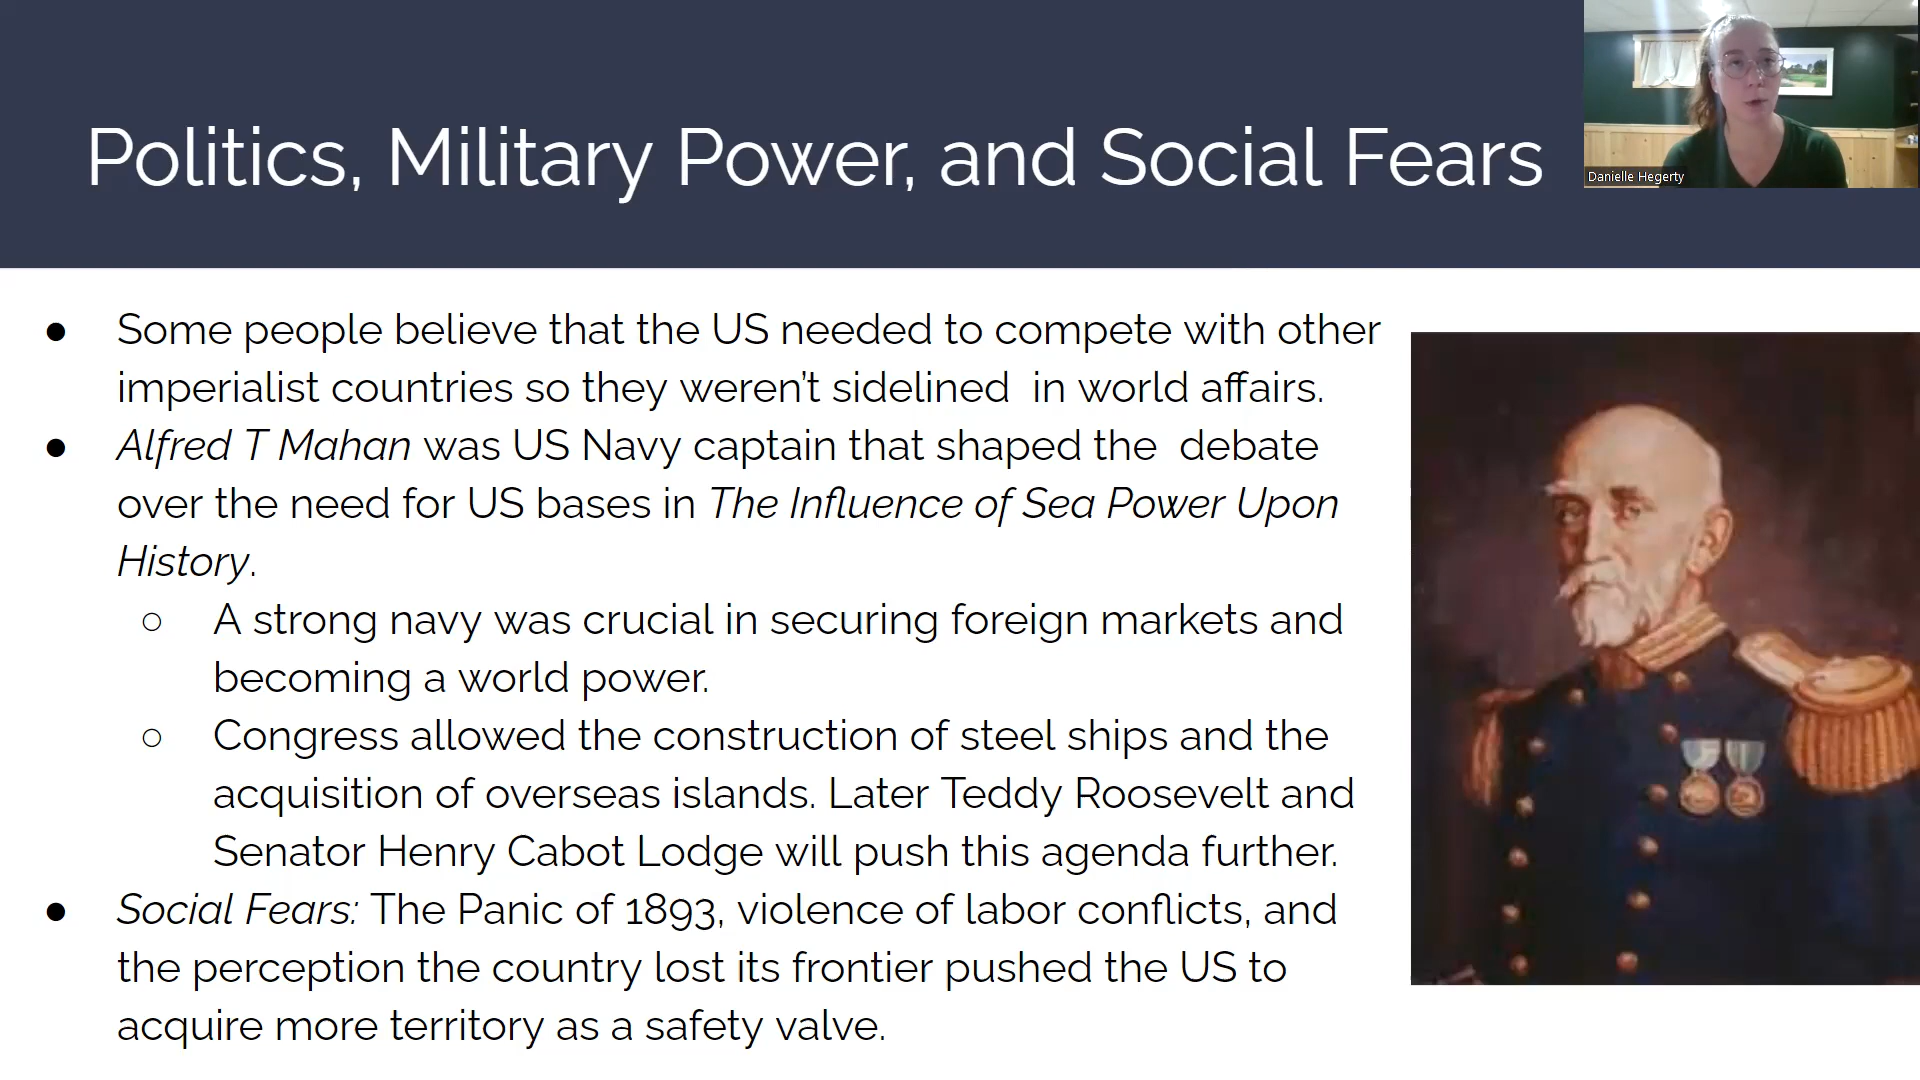 Politics, Military Power, and Social Fears
Danielle Hegerty
● Some people believe that the US needed to compete with other
imperialist countries so they weren’t sidelined in world affairs.
● Alfred T Mahan was US Navy captain that shaped the debate
over the need for US bases in The Influence of Sea Power Upon
History.
○ A strong navy was crucial in securing foreign markets and
becoming a world power.
○ Congress allowed the construction of steel ships and the
acquisition of overseas islands. Later Teddy Roosevelt and
Senator Henry Cabot Lodge will push this agenda further.
● Social Fears: The Panic of 1893, violence of labor conflicts, and
the perception the country lost its frontier pushed the US to
acquire more territory as a safety valve.